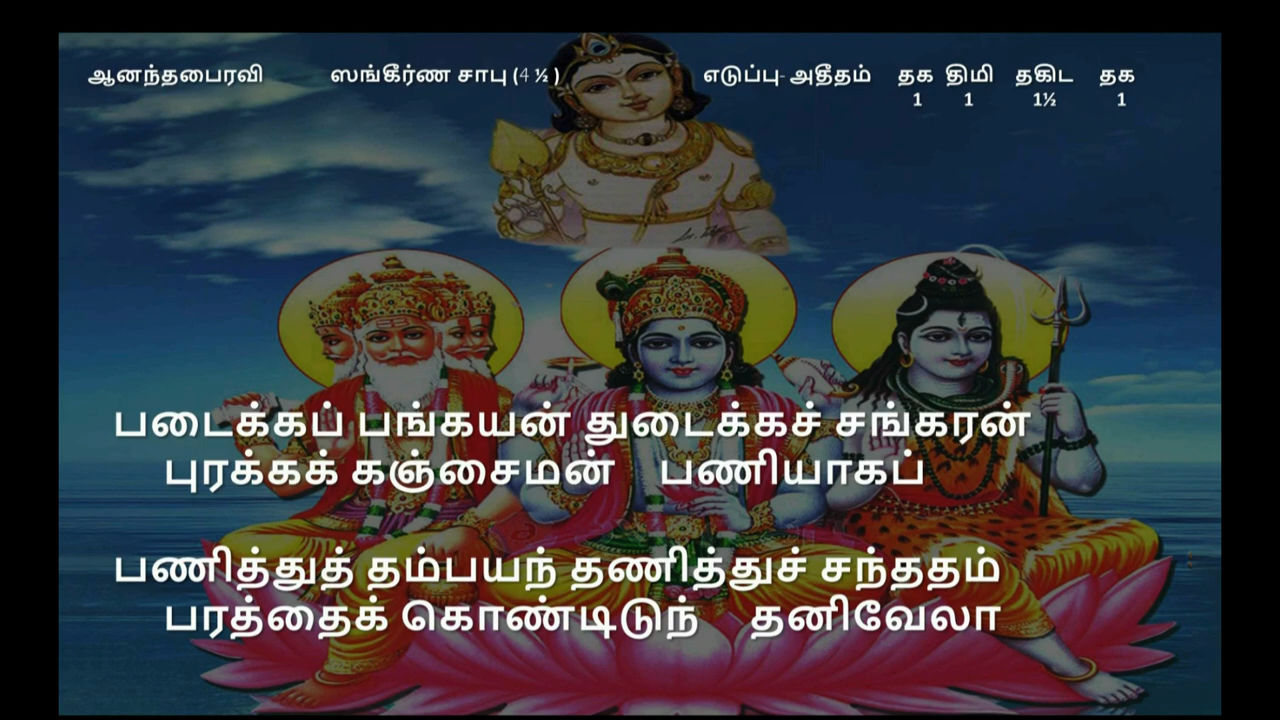 ஆனந்தபைரவி ஸங்கீர்ண சாபு (4 ½ ) எடுப்பு- அதீதம் தக திமி தகிட தக
1 1 1½ 1
படைக்கப் பங்கயன் துடைக்கச் சங்கரன்
புரக்கக் கஞ்சைமன் பணியாகப்
பணித்துத் தம்பயந் தணித்துச் சந்ததம்
பரத்தைக் கொண்டிடுந் தனிவேலா